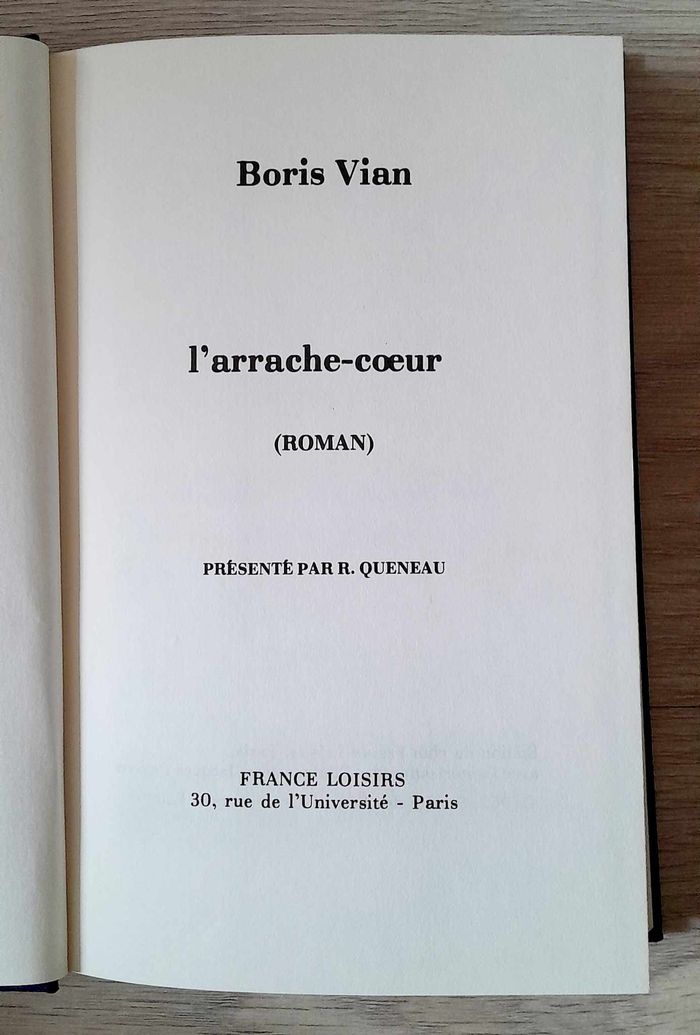 Boris Vian
l'arrache-cœur
(ROMAN)
PRÉSENTÉ PAR R. QUENEAU
FRANCE LOISIRS
30, rue de l'Université - Paris